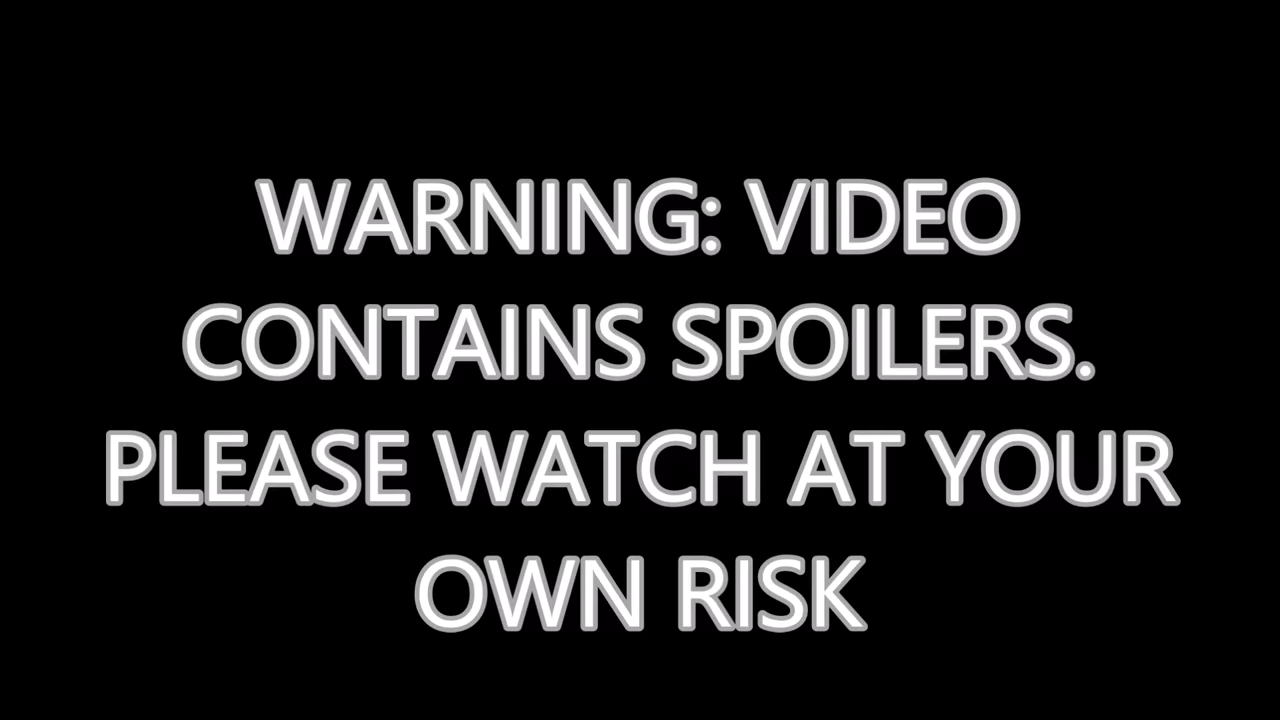 WARNING: VIDEO
CONTAINS SPOILERS.
PLEASE WATCH AT YOUR
OWN RISK